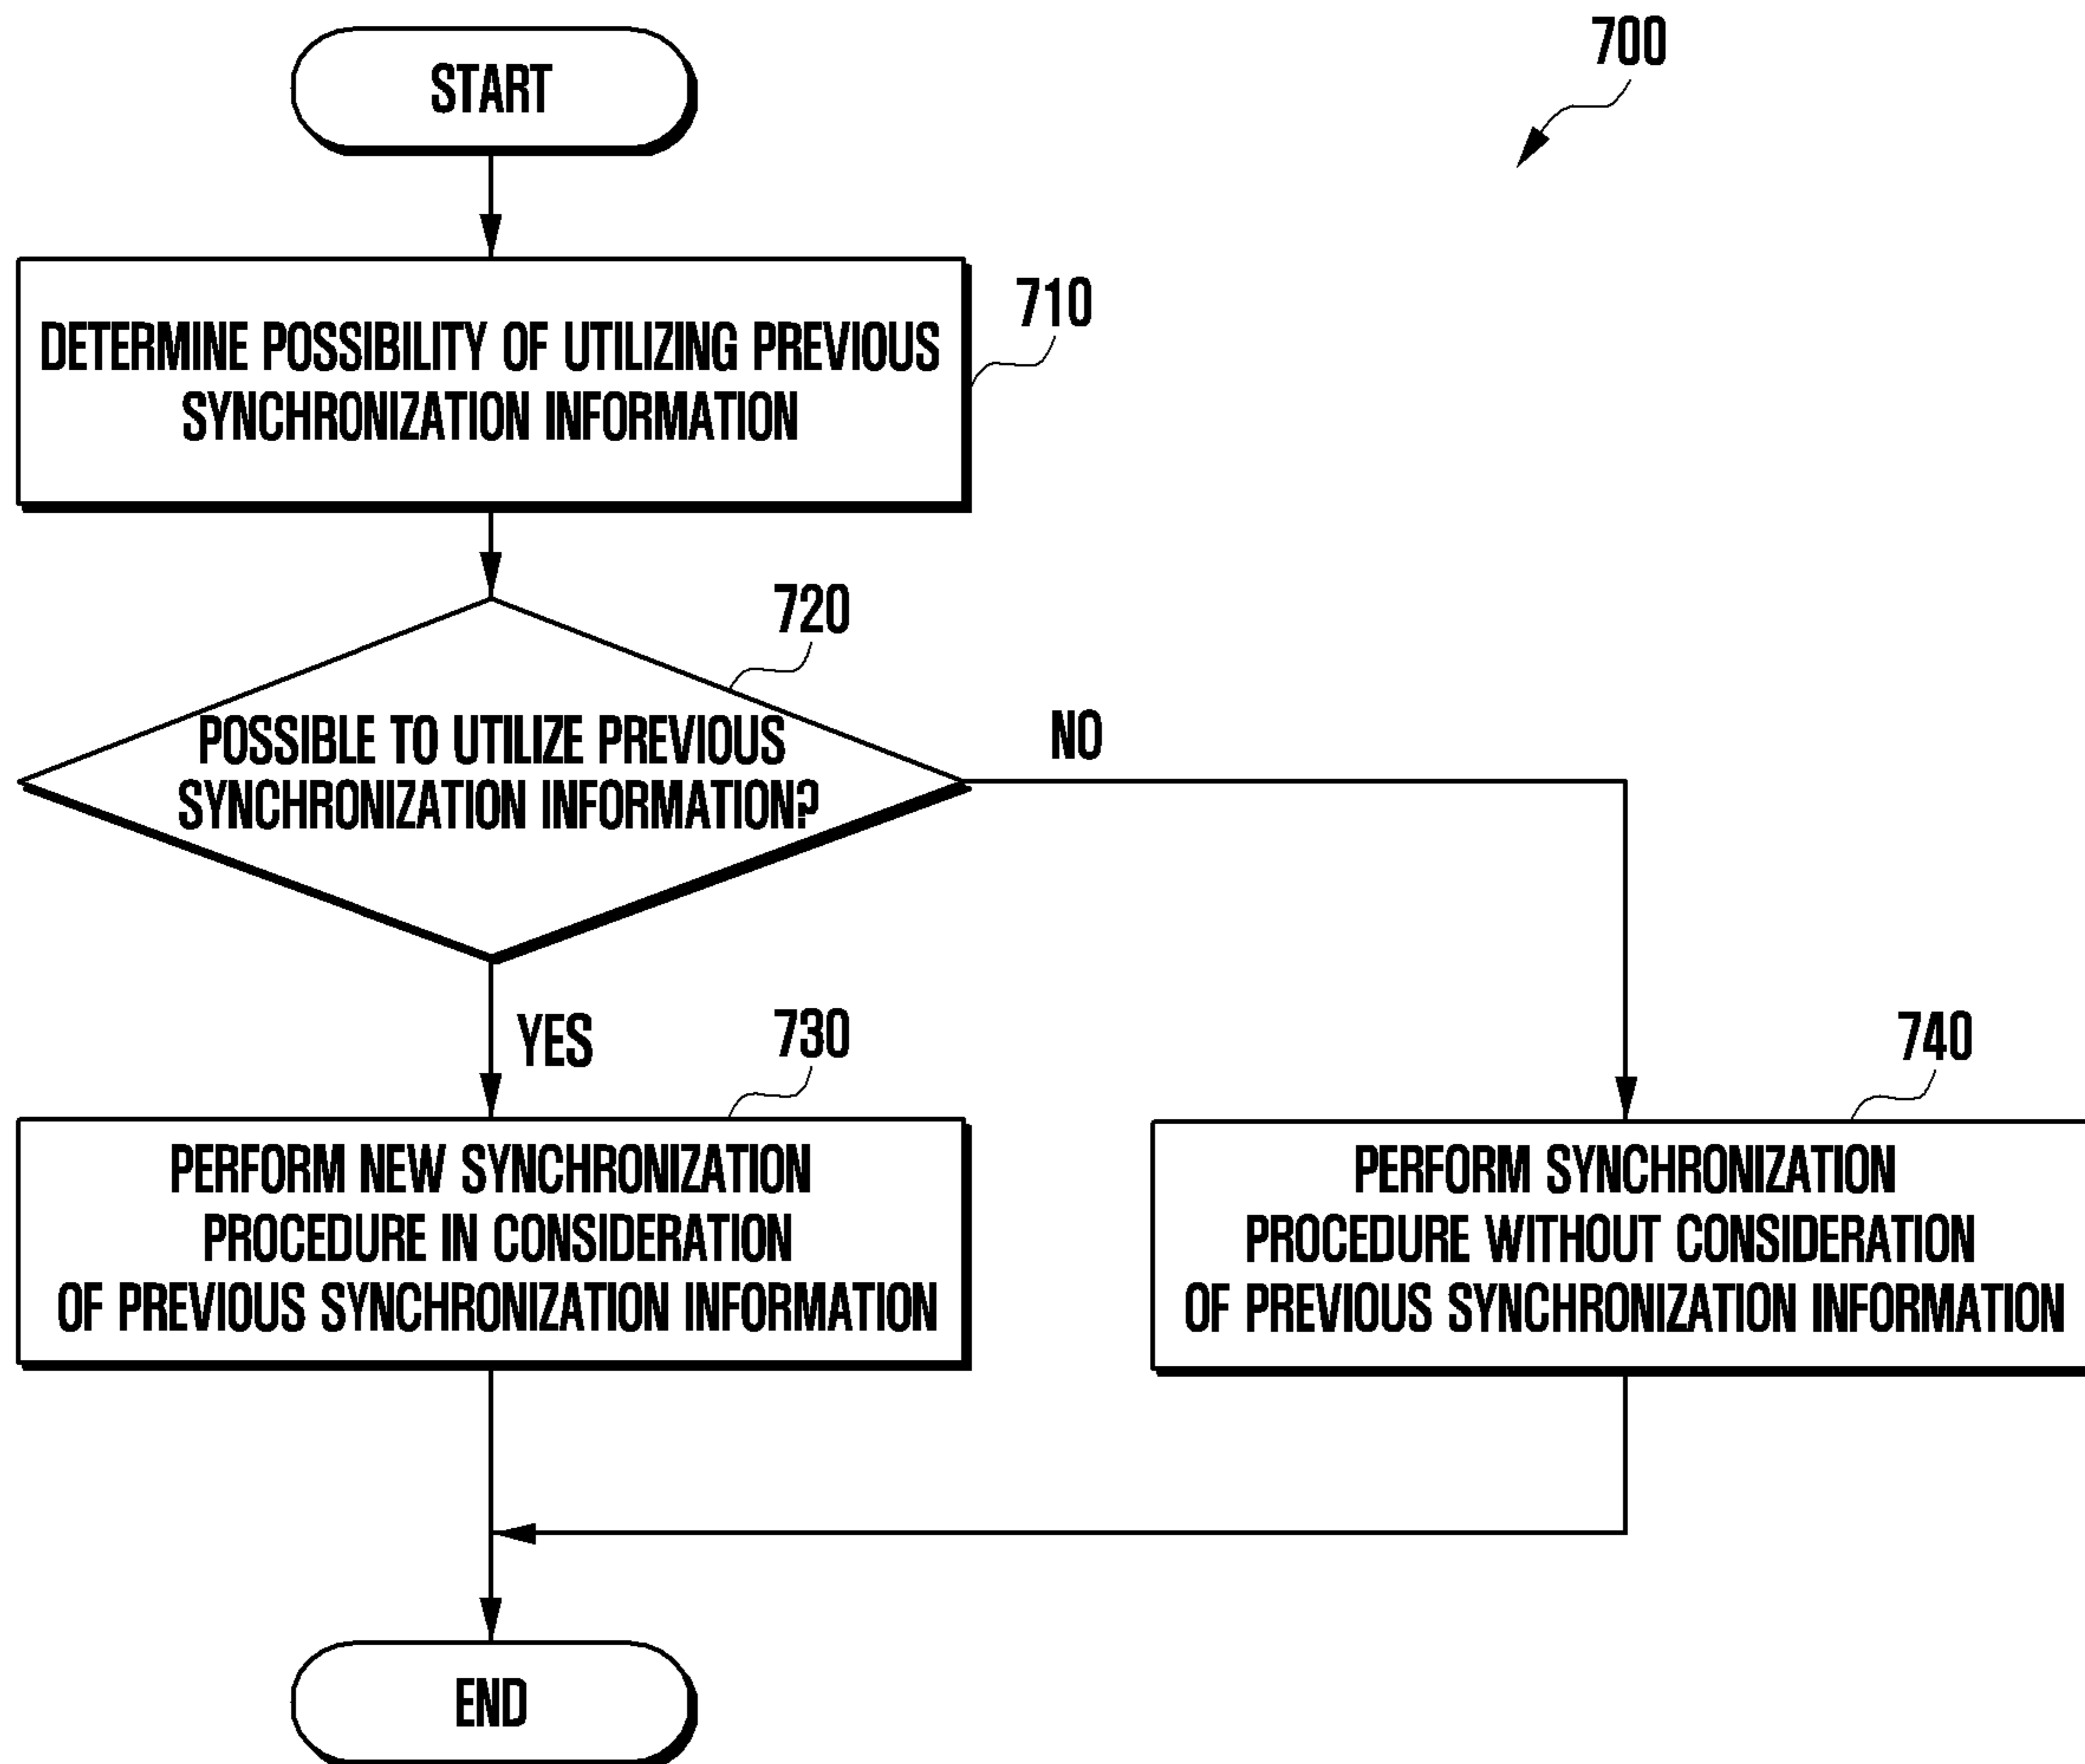 START
700
DETERMINE POSSIBILITY OF UTILIZING PREVIOUS
SYNCHRONIZATION INFORMATION
710
720
POSSIBLE TO UTILIZE PREVIOUS
SYNCHRONIZATION INFORMATION?
NO
YES
730
PERFORM NEW SYNCHRONIZATION
PROCEDURE IN CONSIDERATION
OF PREVIOUS SYNCHRONIZATION INFORMATION
740
PERFORM SYNCHRONIZATION
PROCEDURE WITHOUT CONSIDERATION
OF PREVIOUS SYNCHRONIZATION INFORMATION
END